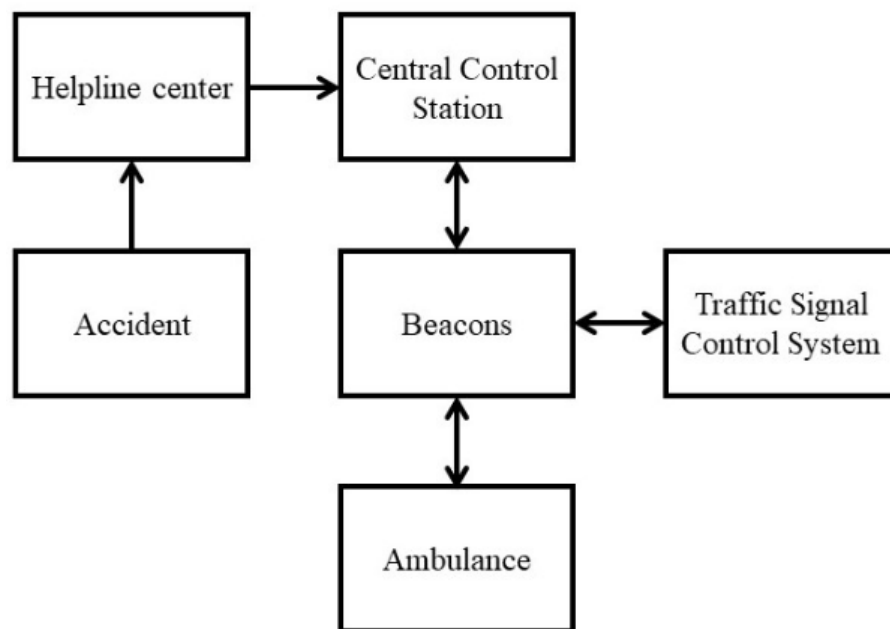 Helpline center
Central Control
Station
Accident
Beacons
Traffic Signal
Control System
Ambulance